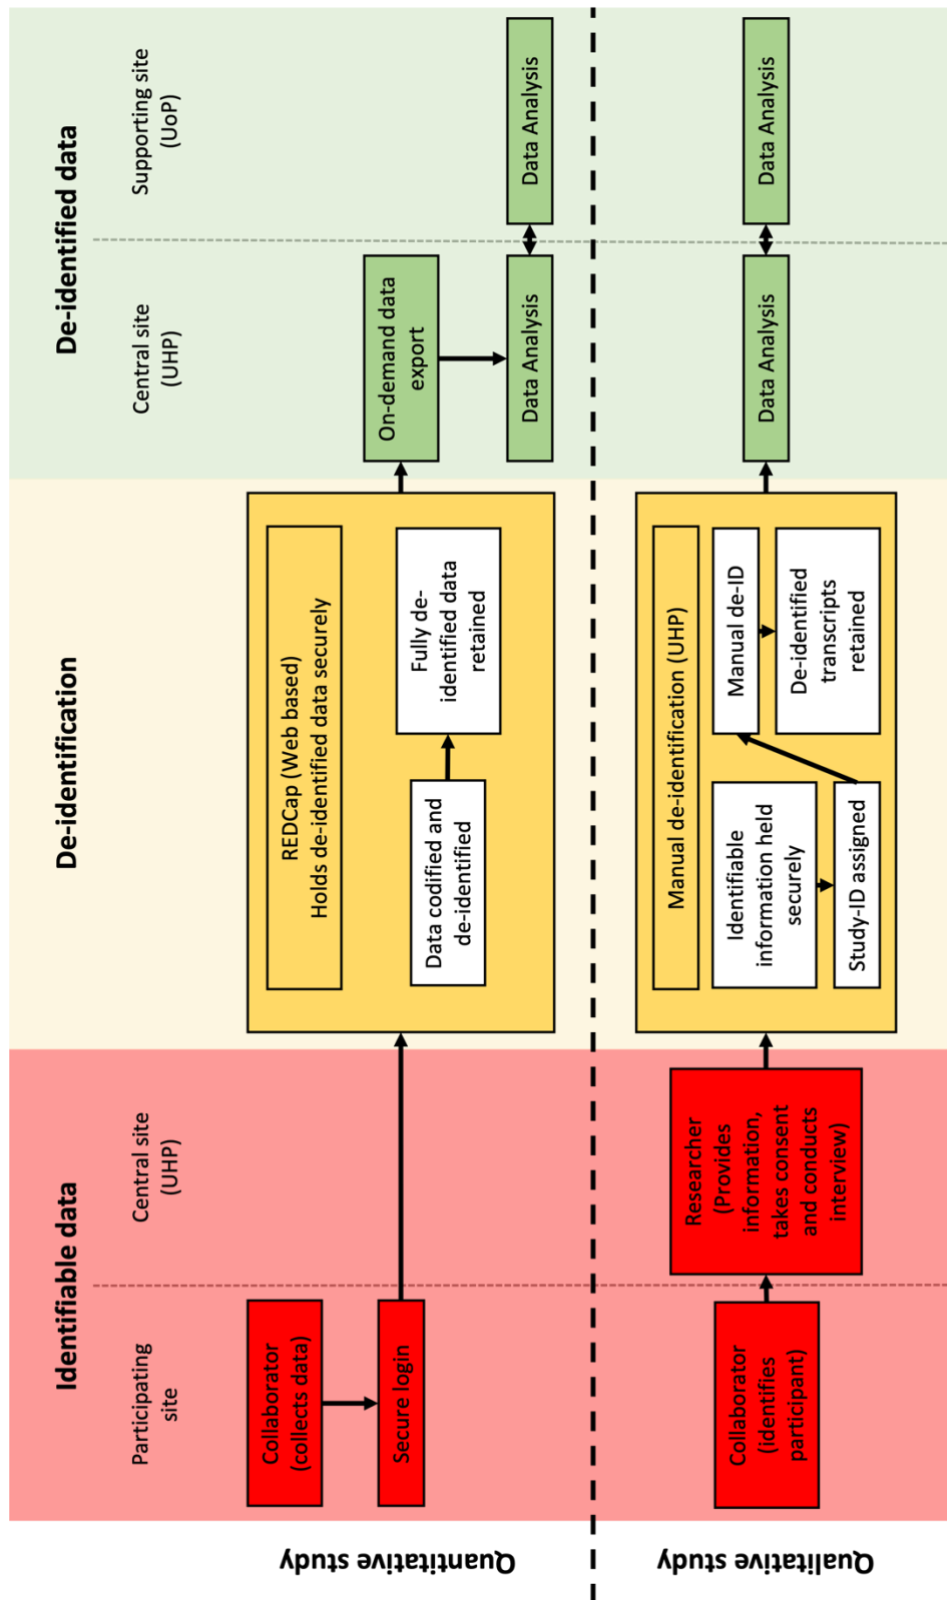 Identifiable data
De-identification
De-identified data
Participating
site
Central site
(UHP)
Central site
(UHP)
Supporting site
(UoP)
Quantitative study
Collaborator
(collects data)
Secure login
REDCap (Web based)
Holds de-identified data securely
Data codified and
de-identified
Fully de-
identified data
retained
On-demand data
export
Data Analysis
Data Analysis
Qualitative study
Collaborator
(identifies
participant)
Researcher
(Provides
information,
takes consent
and conducts
interview)
Manual de-identification (UHP)
Identifiable
information held
securely
Study-ID assigned
Manual de-ID
De-identified
transcripts
retained
Data Analysis
Data Analysis